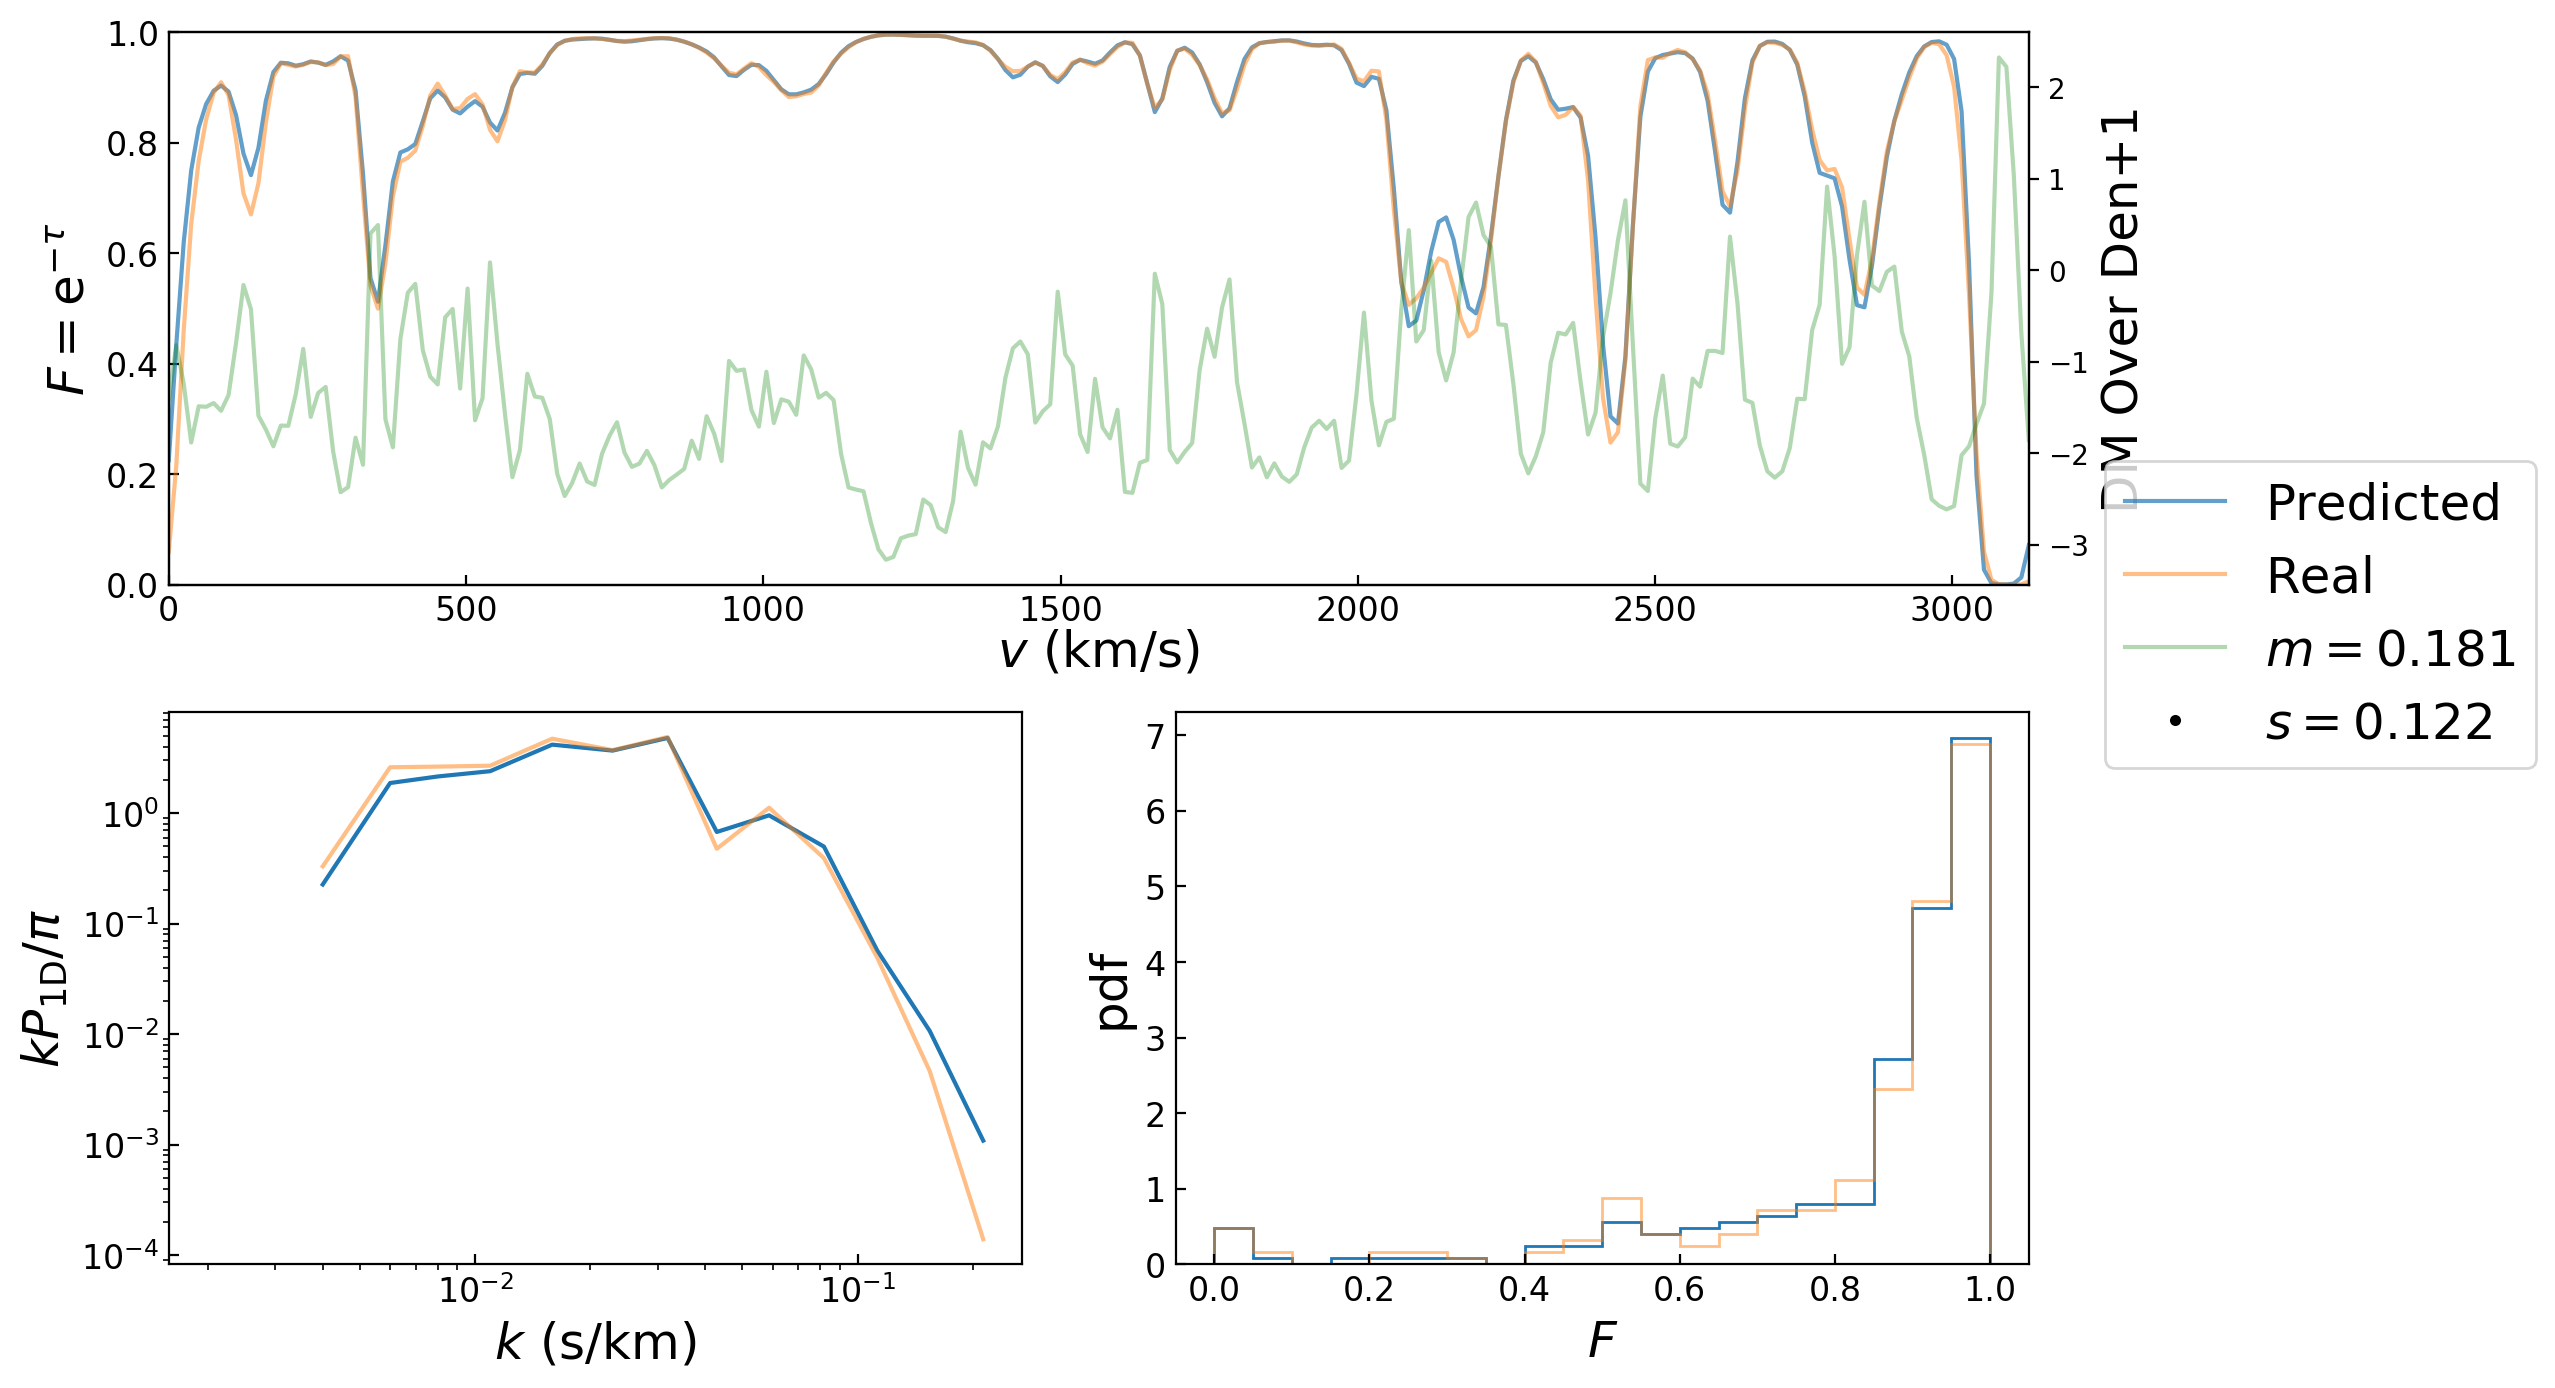 1.0
0.8
0.6
0.4
0.2
0.0
F = e^{−τ}
0 500 1000 1500 2000 2500 3000
v (km/s)
2
1
0
−1
−2
−3
DM Over Den+1
Predicted
Real
m = 0.181
s = 0.122
10^0
10^{−1}
10^{−2}
10^{−3}
10^{−4}
kP_{1D}/π
10^{−2} 10^{−1}
k (s/km)
7
6
5
4
3
2
1
0
pdf
0.0 0.2 0.4 0.6 0.8 1.0
F